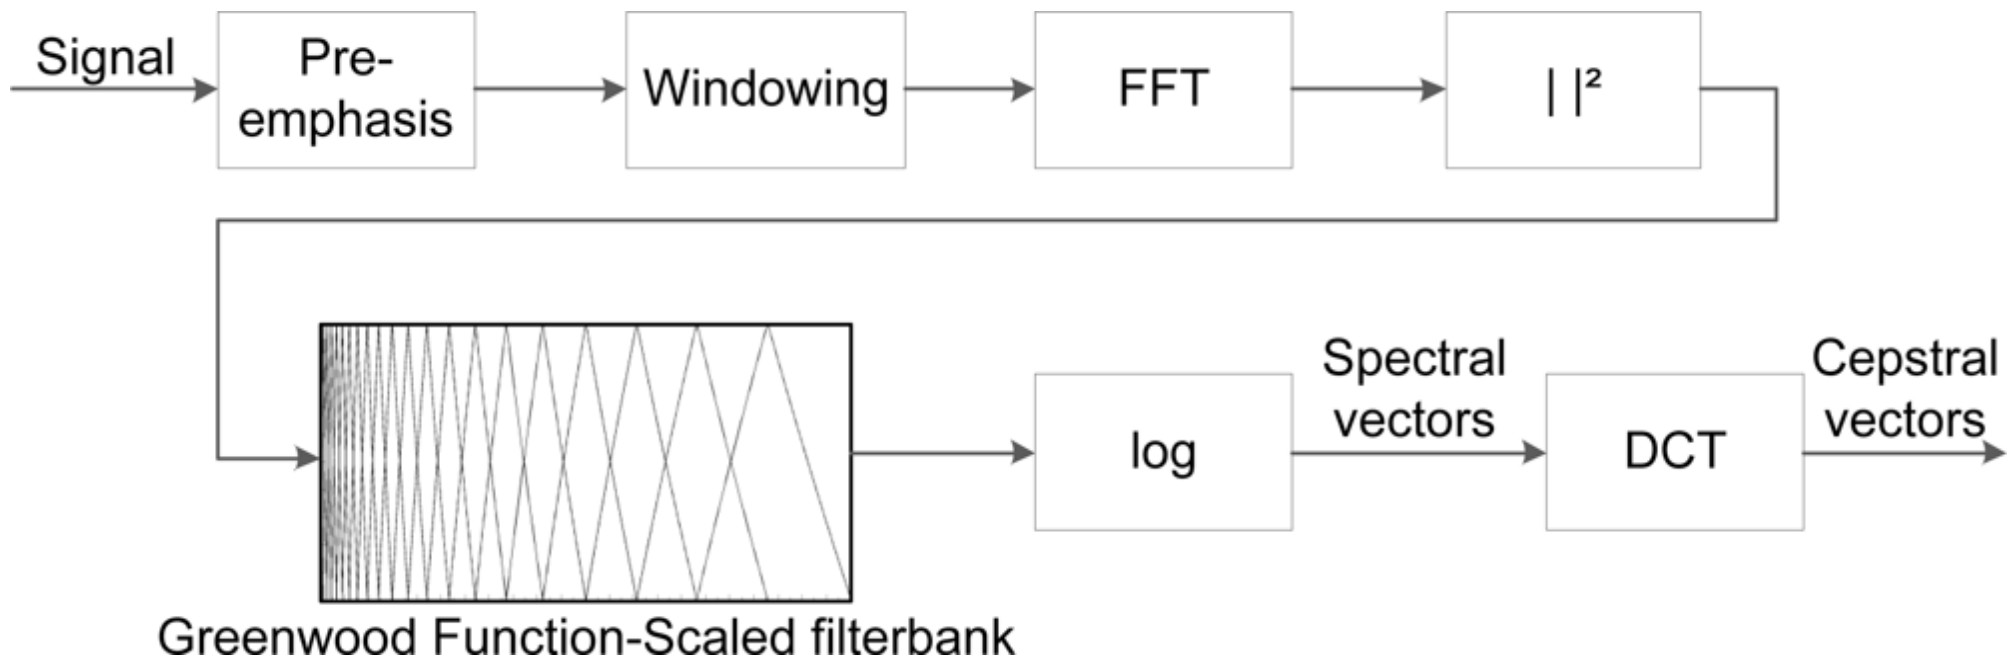 Signal
Pre-
emphasis
Windowing
FFT
| |²
Greenwood Function-Scaled filterbank
log
Spectral
vectors
DCT
Cepstral
vectors